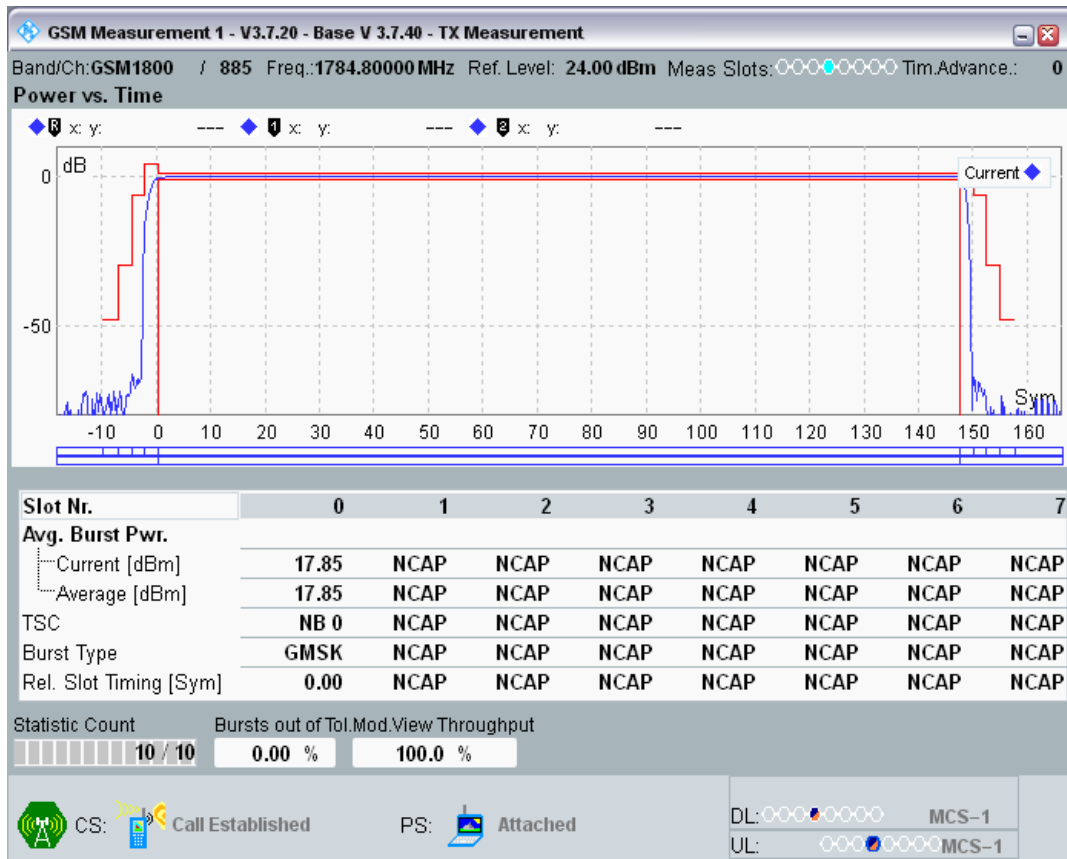 GSM Measurement 1 - V3.7.20 - Base V 3.7.40 - TX Measurement
Band/Ch:GSM1800 / 885 Freq.:1784.80000 MHz Ref. Level: 24.00 dBm Meas Slots: Tim.Advance.: 0
Power vs. Time
R x: y: --- 1 x: y: --- 2 x: y: ---
dB
Current
0
-50
Sym
-10 0 10 20 30 40 50 60 70 80 90 100 110 120 130 140 150 160
Slot Nr. 0 1 2 3 4 5 6 7
Avg. Burst Pwr.
Current [dBm] 17.85 NCAP NCAP NCAP NCAP NCAP NCAP NCAP
Average [dBm] 17.85 NCAP NCAP NCAP NCAP NCAP NCAP NCAP
TSC NB 0 NCAP NCAP NCAP NCAP NCAP NCAP NCAP
Burst Type GMSK NCAP NCAP NCAP NCAP NCAP NCAP NCAP
Rel. Slot Timing [Sym] 0.00 NCAP NCAP NCAP NCAP NCAP NCAP NCAP
Statistic Count Bursts out of Tol. Mod.View Throughput
10 / 10 0.00 % 100.0 %
CS: Call Established PS: Attached DL: MCS-1
UL: MCS-1